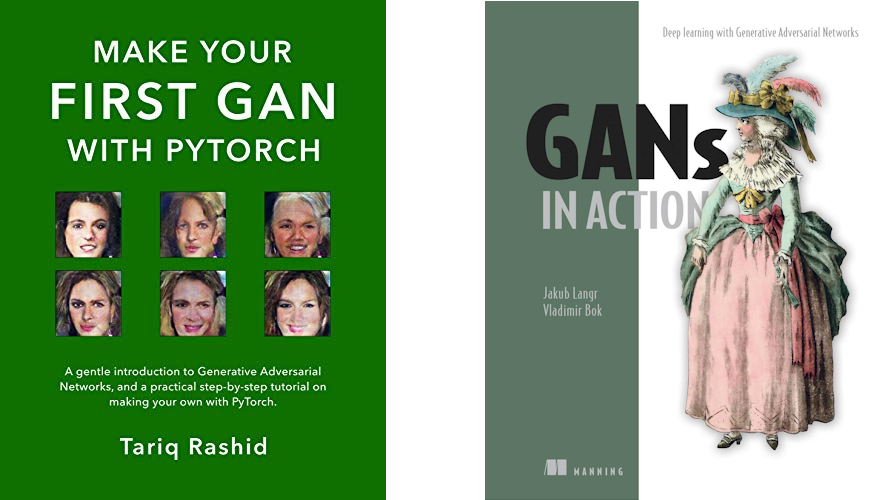 MAKE YOUR
FIRST GAN
WITH PYTORCH
A gentle introduction to Generative Adversarial
Networks, and a practical step-by-step tutorial on
making your own with PyTorch.
Tariq Rashid
Deep learning with Generative Adversarial Networks
GANs
IN ACTION
Jakub Langr
Vladimir Bok
MANNING